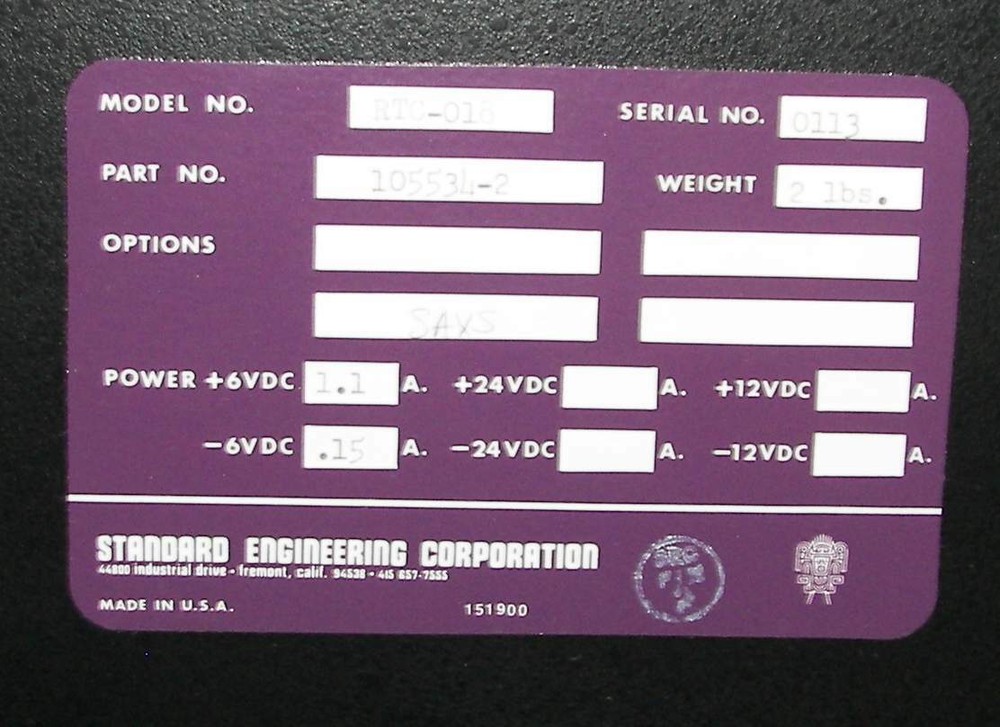 MODEL NO. RTC-018 SERIAL NO. 0113
PART NO. 105534-2 WEIGHT 2 lbs.
OPTIONS
SAXS
POWER +6VDC 1.1 A. +24VDC A. +12VDC A.
-6VDC .15 A. -24VDC A. -12VDC A.
STANDARD ENGINEERING CORPORATION
44800 industrial drive - fremont, calif. 94538 - 415 657-7555
MADE IN U.S.A. 151900
SEC